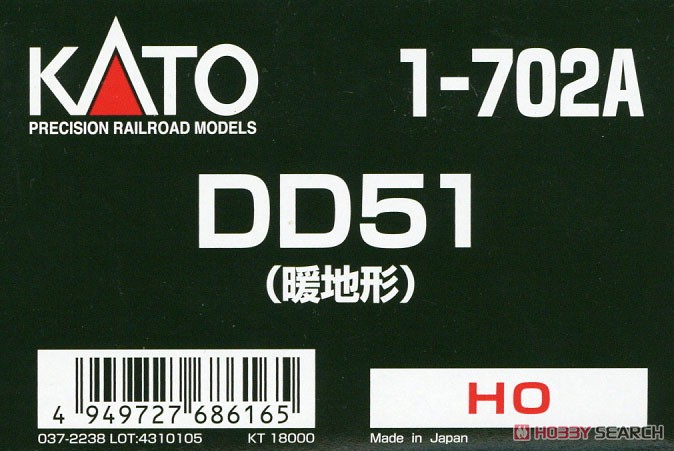 KATO
PRECISION RAILROAD MODELS
1-702A
DD51
(暖地形)
4 949727 686165
037-2238 LOT:4310105 KT 18000
HO
Made in Japan
HOBBY SEARCH